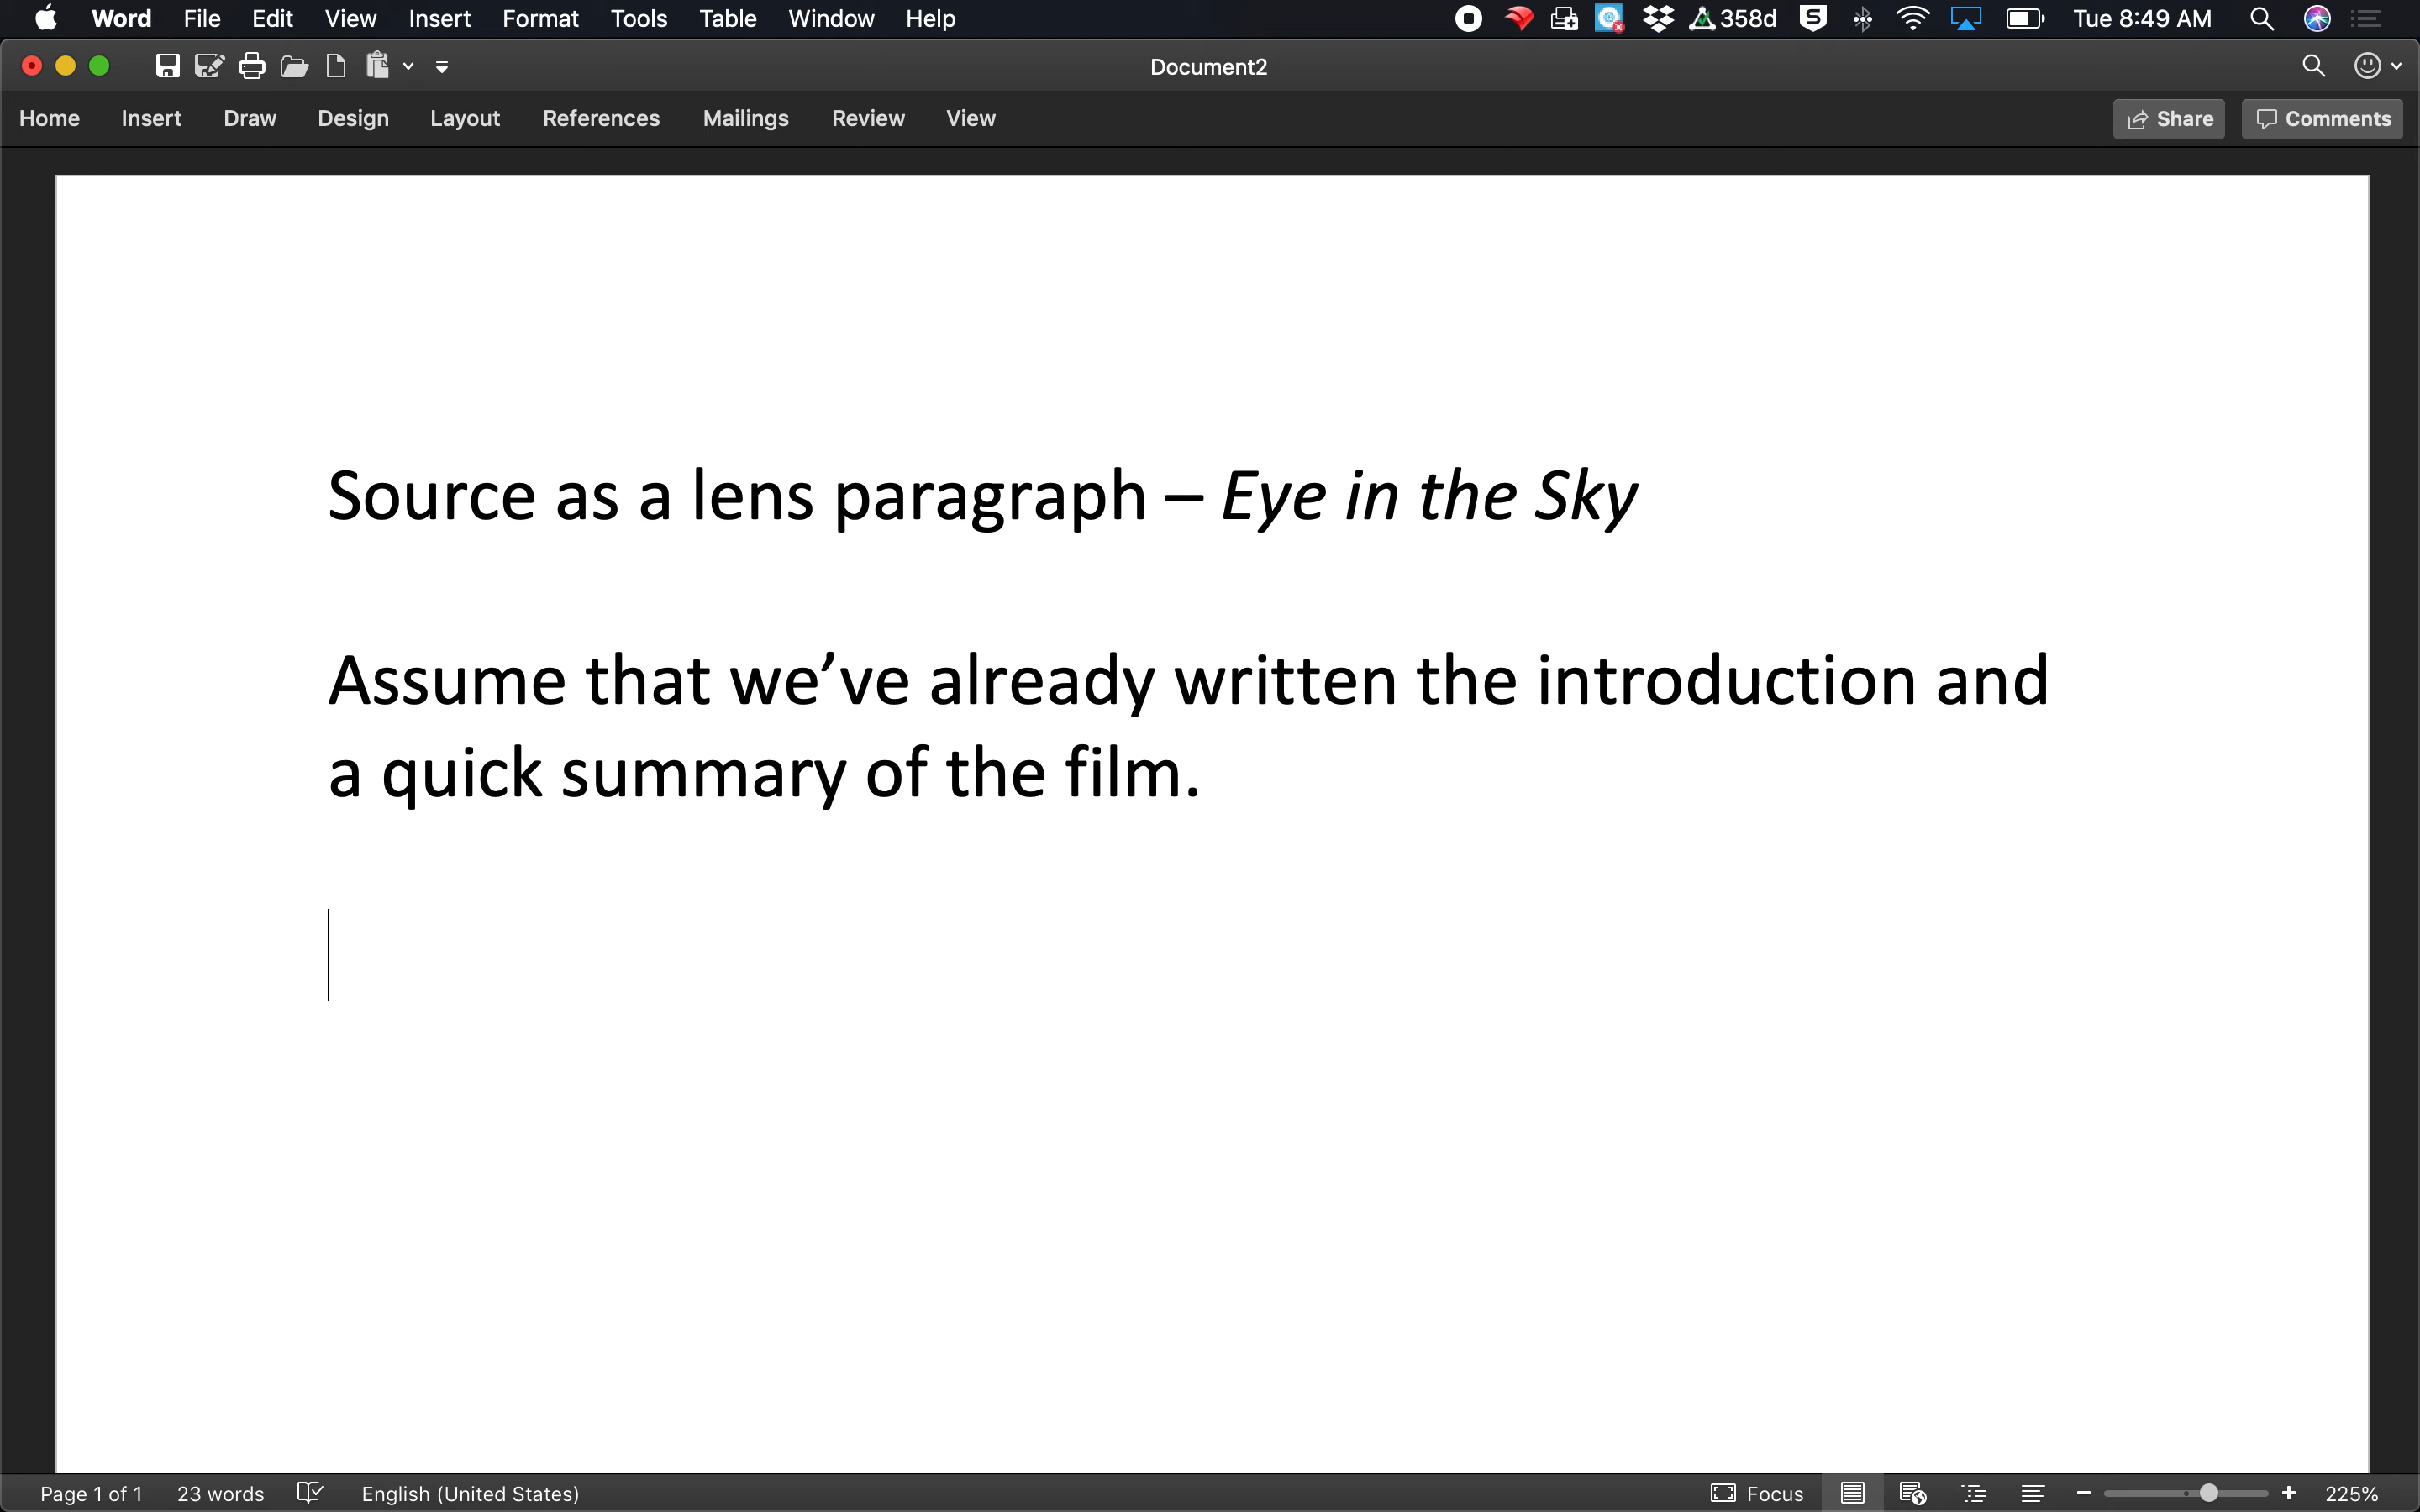 Word File Edit View Insert Format Tools Table Window Help 358d Tue 8:49 AM
Document2
Home Insert Draw Design Layout References Mailings Review View Share Comments
Source as a lens paragraph – Eye in the Sky
Assume that we’ve already written the introduction and
a quick summary of the film.
Page 1 of 1 23 words English (United States) Focus 225%